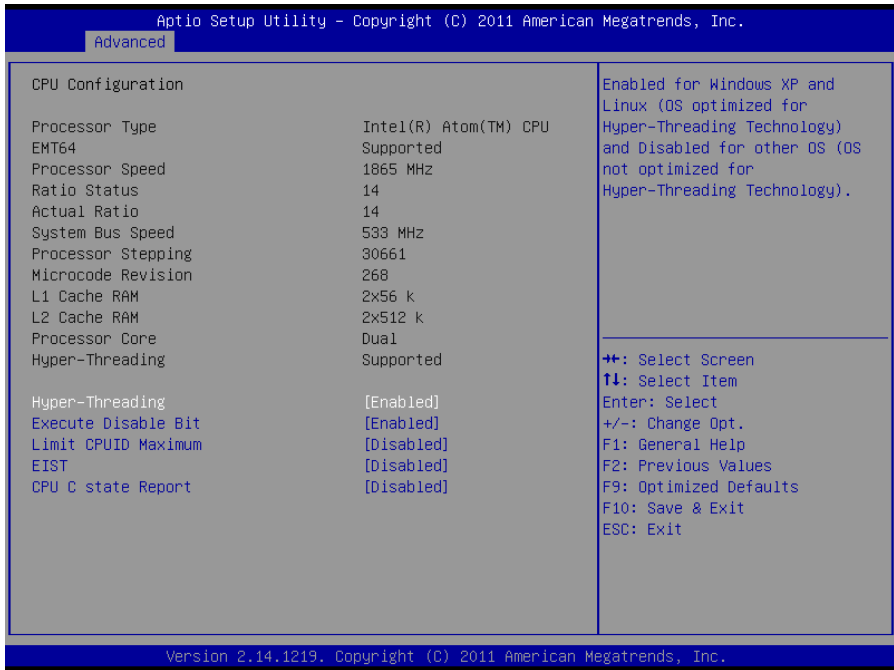 Aptio Setup Utility – Copyright (C) 2011 American Megatrends, Inc.
Advanced
CPU Configuration
Processor Type Intel(R) Atom(TM) CPU
EMT64 Supported
Processor Speed 1865 MHz
Ratio Status 14
Actual Ratio 14
System Bus Speed 533 MHz
Processor Stepping 30661
Microcode Revision 268
L1 Cache RAM 2x56 k
L2 Cache RAM 2x512 k
Processor Core Dual
Hyper-Threading Supported
Hyper-Threading [Enabled]
Execute Disable Bit [Enabled]
Limit CPUID Maximum [Disabled]
EIST [Disabled]
CPU C state Report [Disabled]
Enabled for Windows XP and
Linux (OS optimized for
Hyper-Threading Technology)
and Disabled for other OS (OS
not optimized for
Hyper-Threading Technology).
→←: Select Screen
↑↓: Select Item
Enter: Select
+/-: Change Opt.
F1: General Help
F2: Previous Values
F9: Optimized Defaults
F10: Save & Exit
ESC: Exit
Version 2.14.1219. Copyright (C) 2011 American Megatrends, Inc.